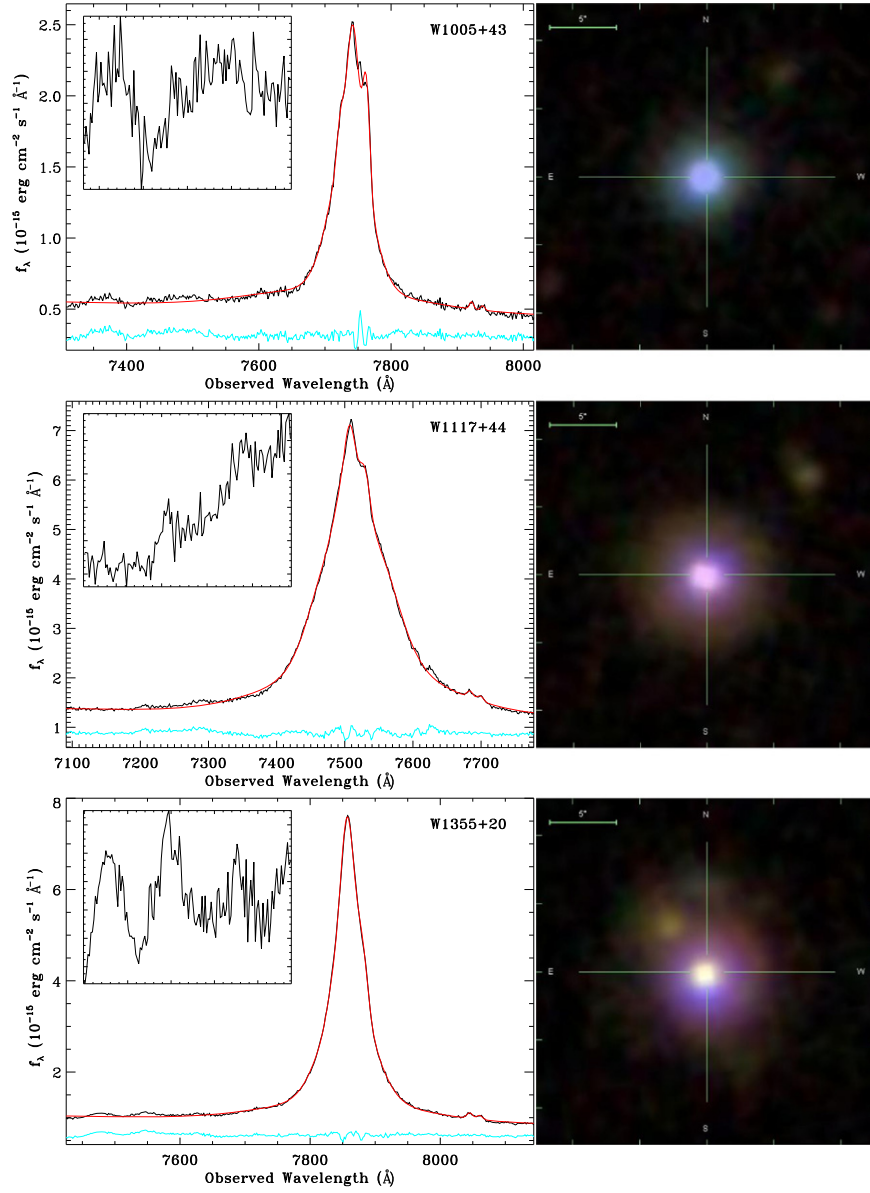 W1005+43
2.5
2.0
1.5
1.0
0.5
f_λ (10⁻¹⁵ erg cm⁻² s⁻¹ Å⁻¹)
7400 7600 7800 8000
Observed Wavelength (Å)
5"
N
E
W
S
W1117+44
7
6
5
4
3
2
1
f_λ (10⁻¹⁵ erg cm⁻² s⁻¹ Å⁻¹)
7100 7200 7300 7400 7500 7600 7700
Observed Wavelength (Å)
5"
N
E
W
S
W1355+20
8
6
4
2
f_λ (10⁻¹⁵ erg cm⁻² s⁻¹ Å⁻¹)
7600 7800 8000
Observed Wavelength (Å)
5"
N
E
W
S